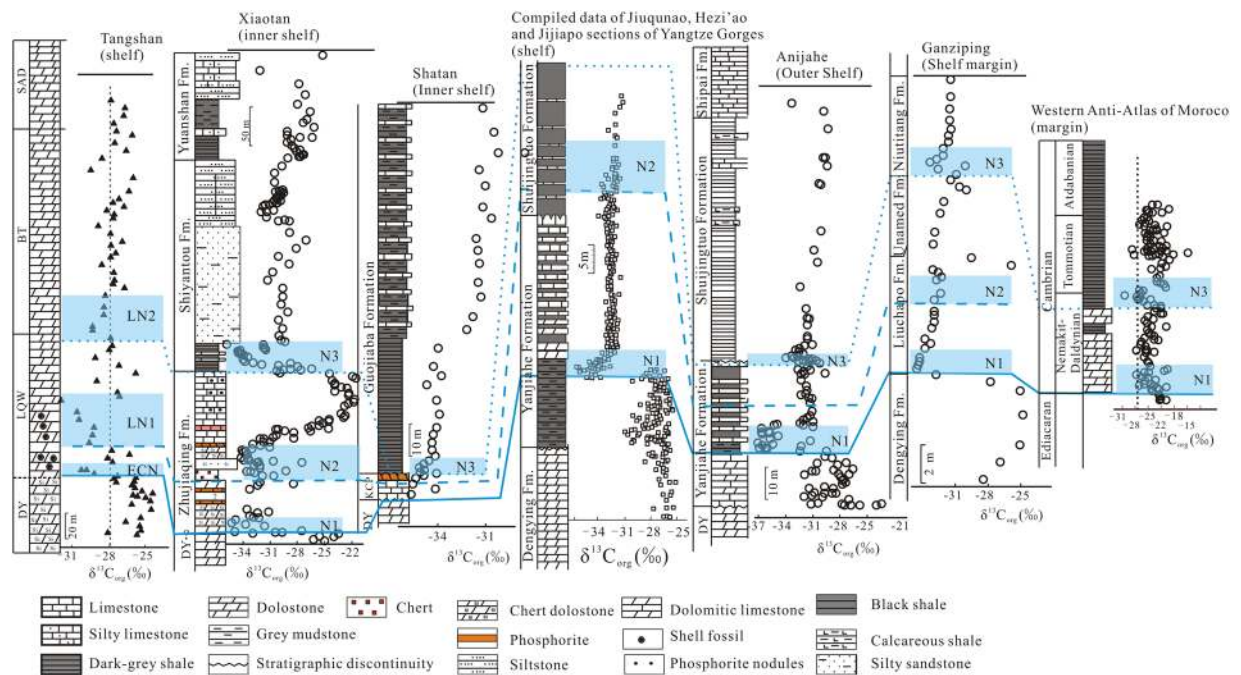 Tangshan
(shelf)
Xiaotan
(inner shelf)
Shatan
(Inner shelf)
Compiled data of Jiuqunao, Hezi'ao
and Jijiapo sections of Yangtze Gorges
(shelf)
Anijahe
(Outer Shelf)
Ganziping
(Shelf margin)
Western Anti-Atlas of Moroco
(margin)
SAD
BT
LQW
DY
LN2
LN1
ECN
20 m
31 -28 -25
δ¹³Corg(‰)
Yuanshan Fm.
Shiyantou Fm.
Zhujiaqing Fm.
50 m
N3
N2
N1
-34 -31 -28 -22
δ¹³Corg(‰)
Guojiaba Formation
DY
10 m
N3
-34 -31
δ¹³Corg(‰)
Shuijingtuo Formation
Yanjiahe Formation
Dengying Fm.
5m
N2
N1
-34 -31 -28 -25
δ¹³Corg(‰)
Shipai Fm.
Shuijingtuo Formation
Yanjiahe Formation
DY
10 m
N3
N1
37 -34 -31 -21
δ¹³Corg(‰)
Niutitang Fm.
Unamed Fm.
Liuchapo Fm.
Dengying Fm.
2 m
N3
N2
N1
-31 -28 -25
δ¹³Corg(‰)
Cambrian
Ediacaran
Atdabanian
Tommotian
Nemakit-
Daldynian
N3
N1
-31 -28 -25 -22 -18
δ¹³Corg(‰)
Limestone
Dolostone
Chert
Chert dolostone
Dolomitic limestone
Black shale
Silty limestone
Grey mudstone
Phosphorite
Shell fossil
Calcareous shale
Dark-grey shale
Stratigraphic discontinuity
Siltstone
Phosphorite nodules
Silty sandstone